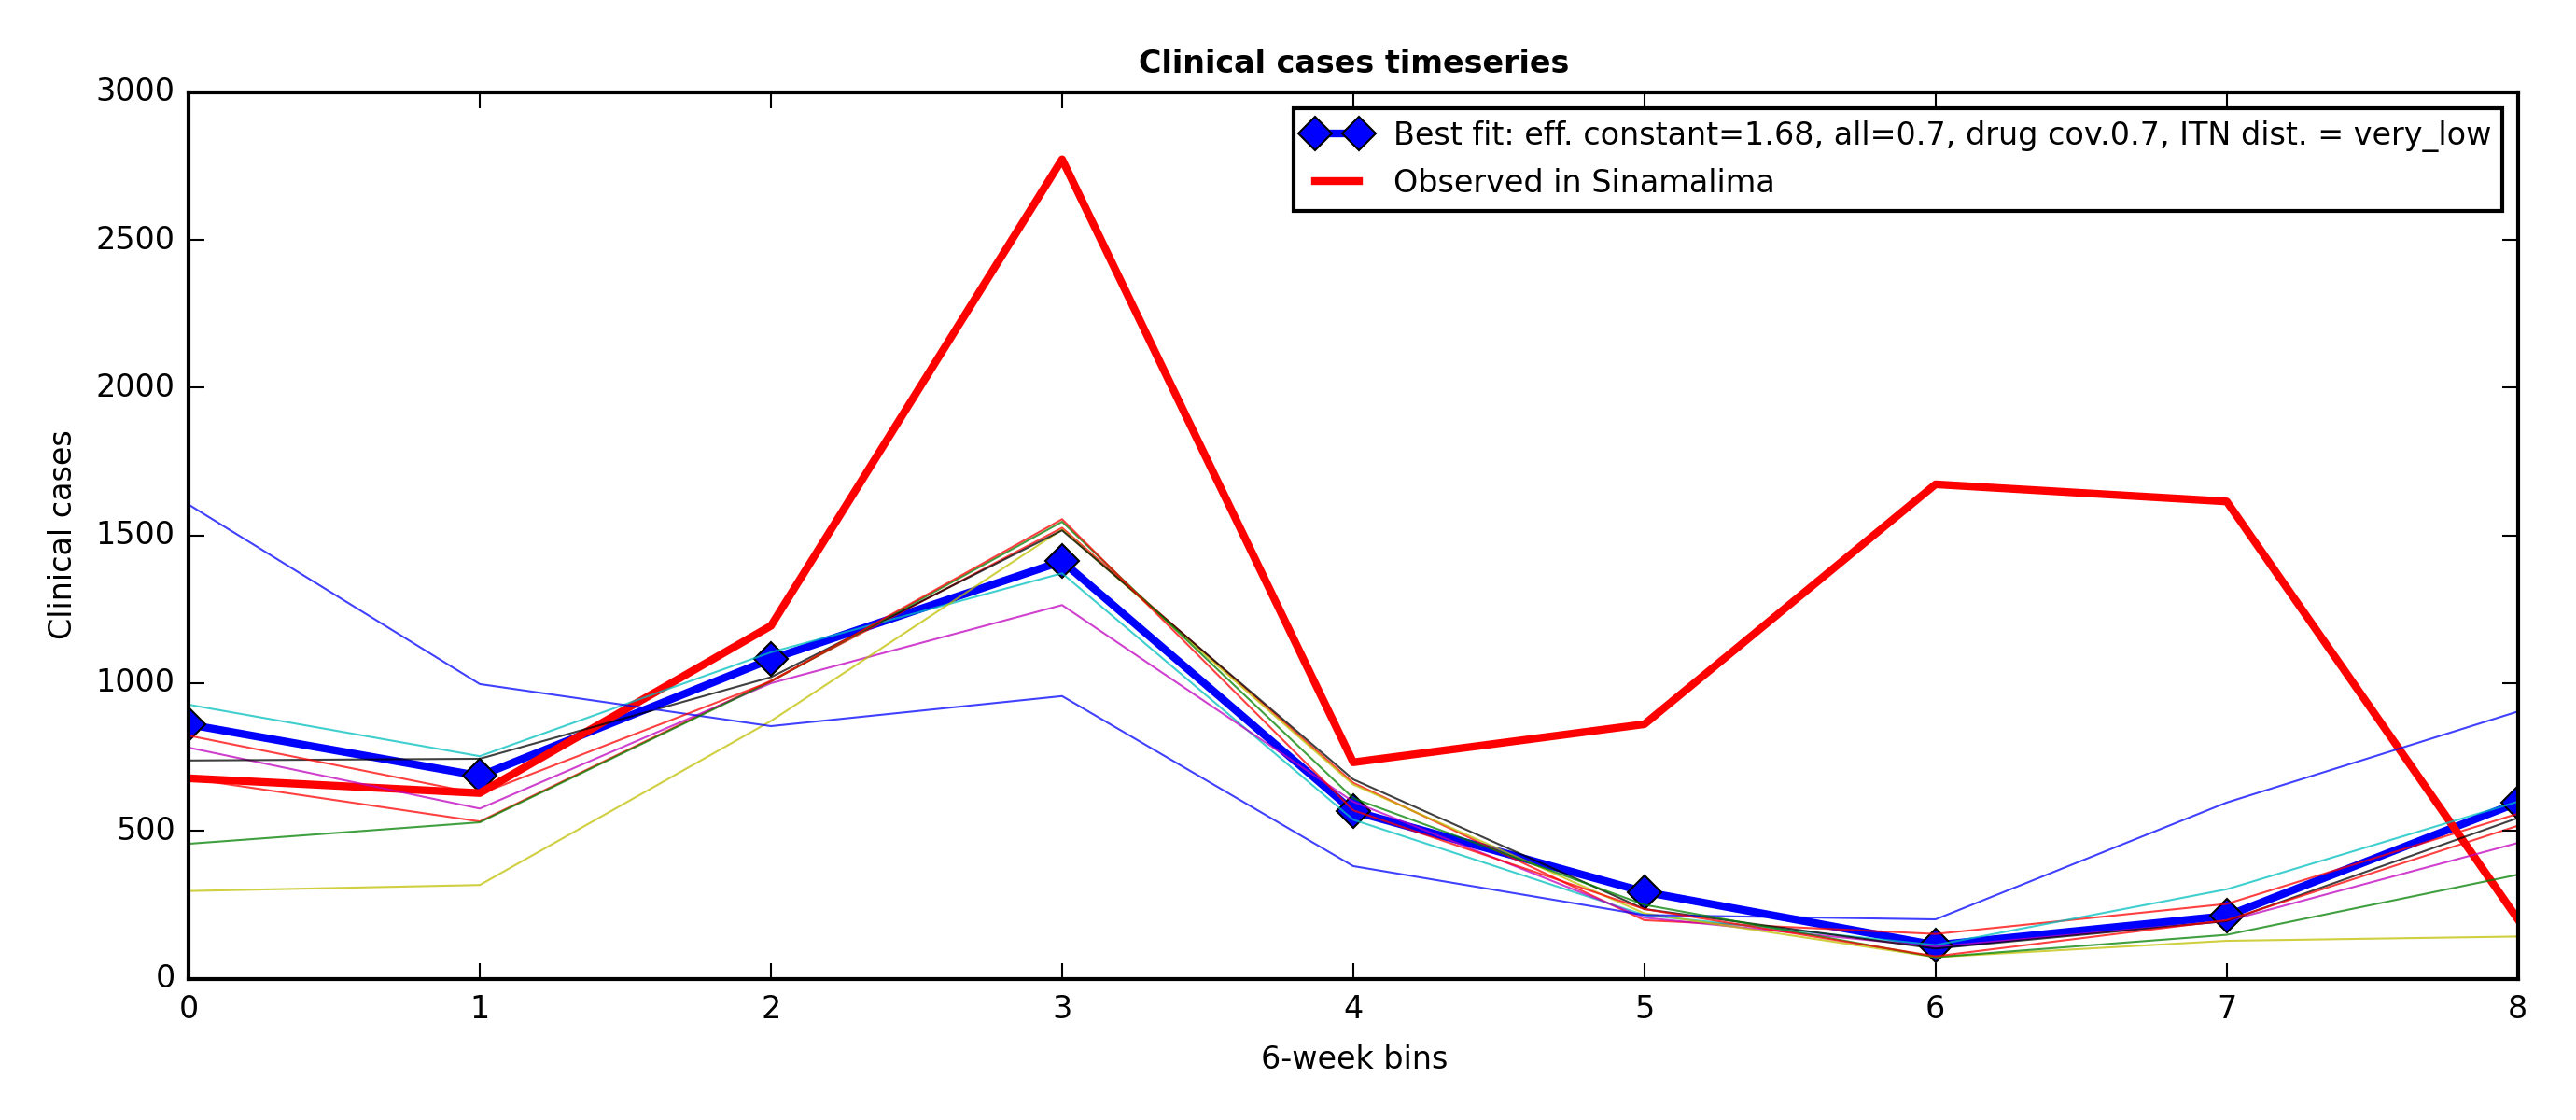 Clinical cases timeseries
3000
2500
2000
1500
1000
500
0
Clinical cases
Best fit: eff. constant=1.68, all=0.7, drug cov.0.7, ITN dist. = very_low
Observed in Sinamalima
0 1 2 3 4 5 6 7 8
6-week bins